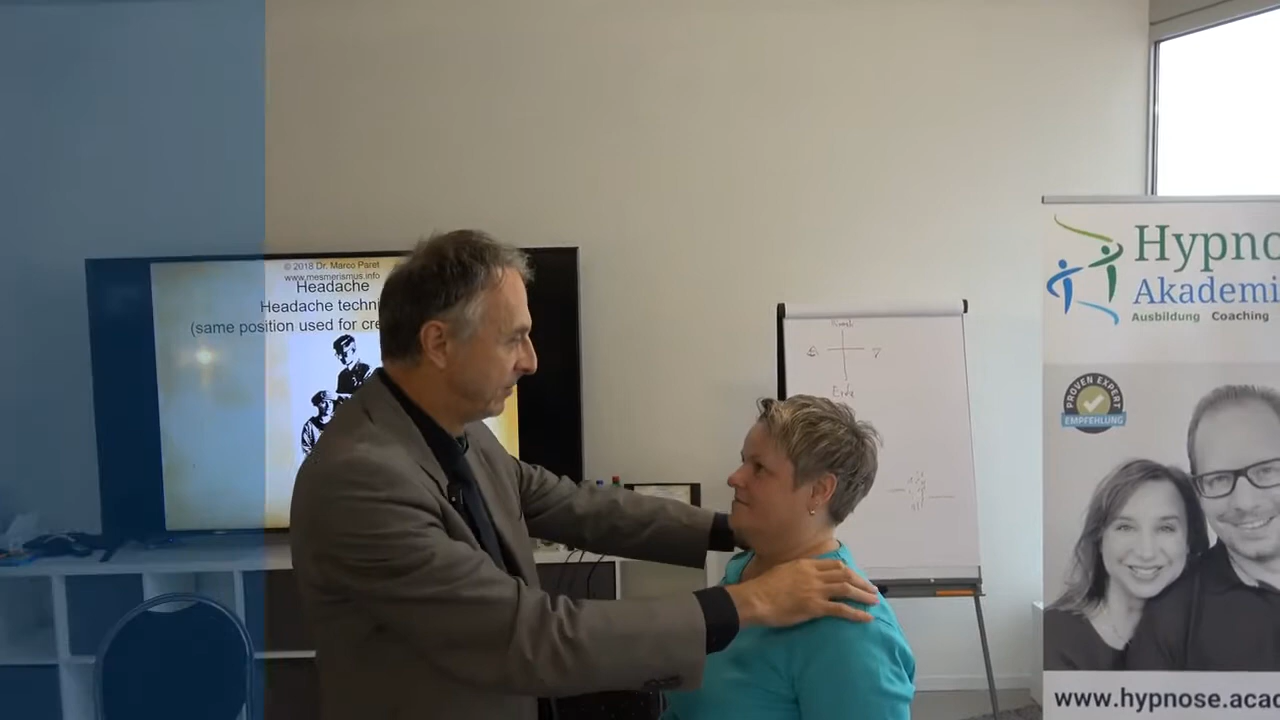 © 2018 Dr. Marco Paret
www.mesmerismus.info
Headache
Headache techni
(same position used for cre
Erde
Hypno
Akademi
Ausbildung Coaching
PROVEN EXPERT
EMPFEHLUNG
www.hypnose.acad